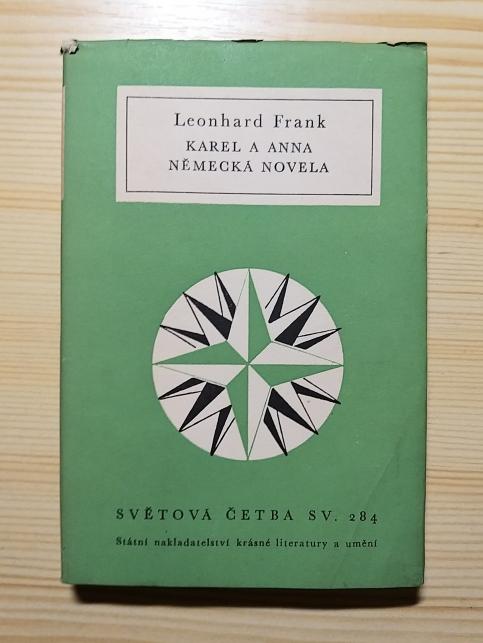 Leonhard Frank
KAREL A ANNA
NĚMECKÁ NOVELA
SVĚTOVÁ ČETBA SV. 284
Státní nakladatelství krásné literatury a umění